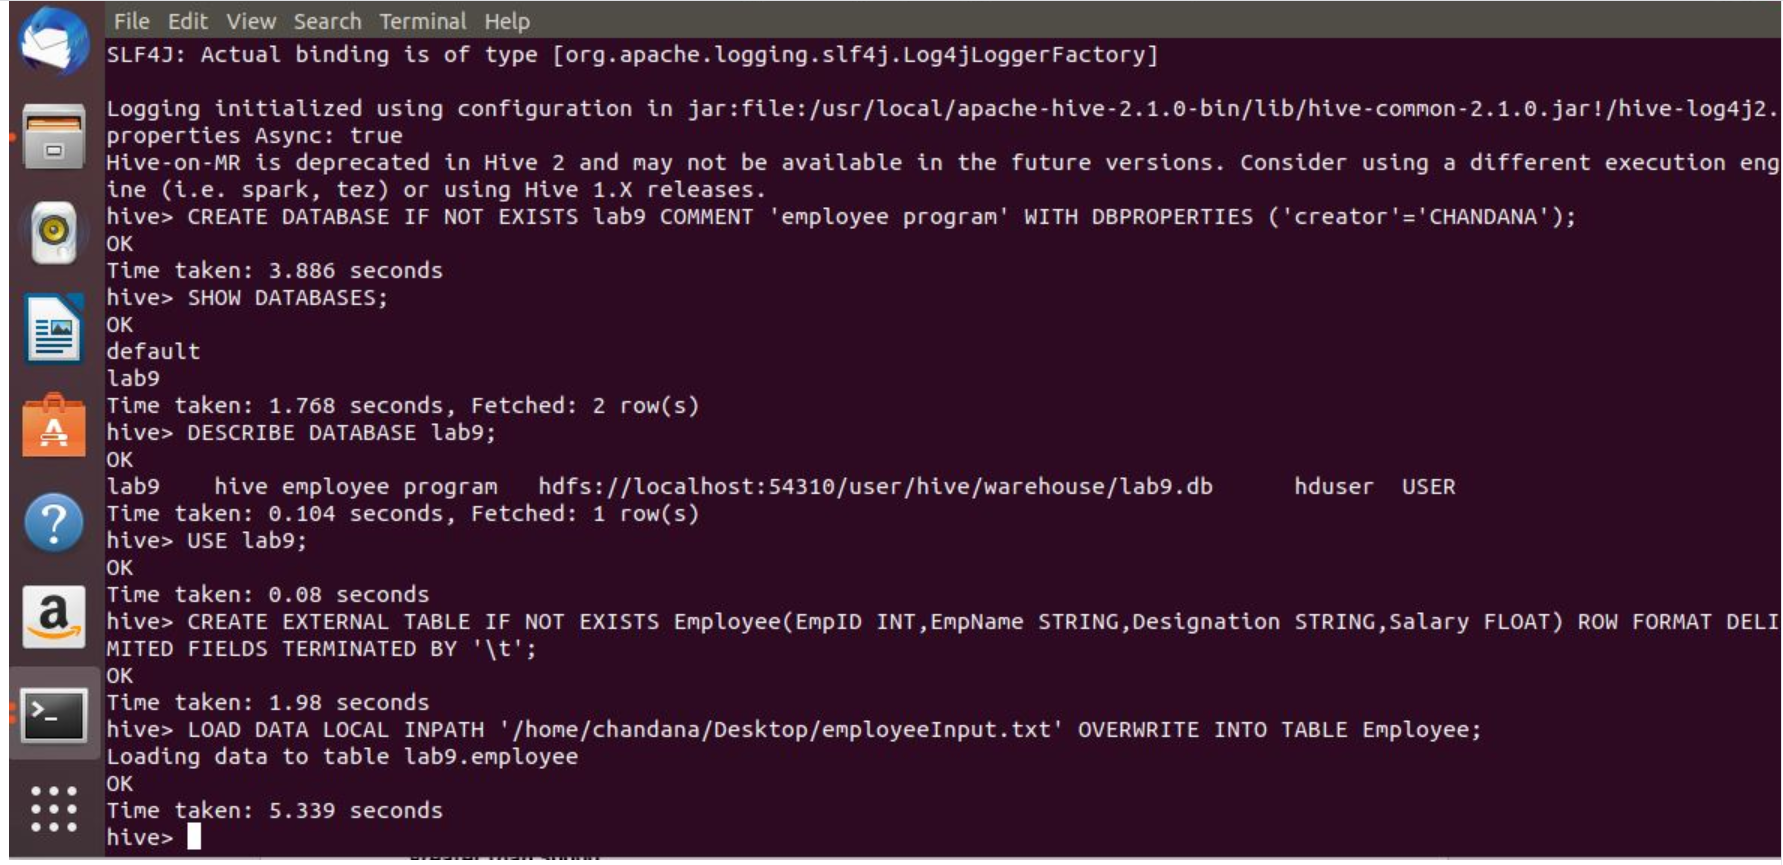 File Edit View Search Terminal Help
SLF4J: Actual binding is of type [org.apache.logging.slf4j.Log4jLoggerFactory]
Logging initialized using configuration in jar:file:/usr/local/apache-hive-2.1.0-bin/lib/hive-common-2.1.0.jar!/hive-log4j2.
properties Async: true
Hive-on-MR is deprecated in Hive 2 and may not be available in the future versions. Consider using a different execution eng
ine (i.e. spark, tez) or using Hive 1.X releases.
hive> CREATE DATABASE IF NOT EXISTS lab9 COMMENT 'employee program' WITH DBPROPERTIES ('creator'='CHANDANA');
OK
Time taken: 3.886 seconds
hive> SHOW DATABASES;
OK
default
lab9
Time taken: 1.768 seconds, Fetched: 2 row(s)
hive> DESCRIBE DATABASE lab9;
OK
lab9    hive employee program   hdfs://localhost:54310/user/hive/warehouse/lab9.db      hduser  USER
Time taken: 0.104 seconds, Fetched: 1 row(s)
hive> USE lab9;
OK
Time taken: 0.08 seconds
hive> CREATE EXTERNAL TABLE IF NOT EXISTS Employee(EmpID INT,EmpName STRING,Designation STRING,Salary FLOAT) ROW FORMAT DELI
MITED FIELDS TERMINATED BY '\t';
OK
Time taken: 1.98 seconds
hive> LOAD DATA LOCAL INPATH '/home/chandana/Desktop/employeeInput.txt' OVERWRITE INTO TABLE Employee;
Loading data to table lab9.employee
OK
Time taken: 5.339 seconds
hive>